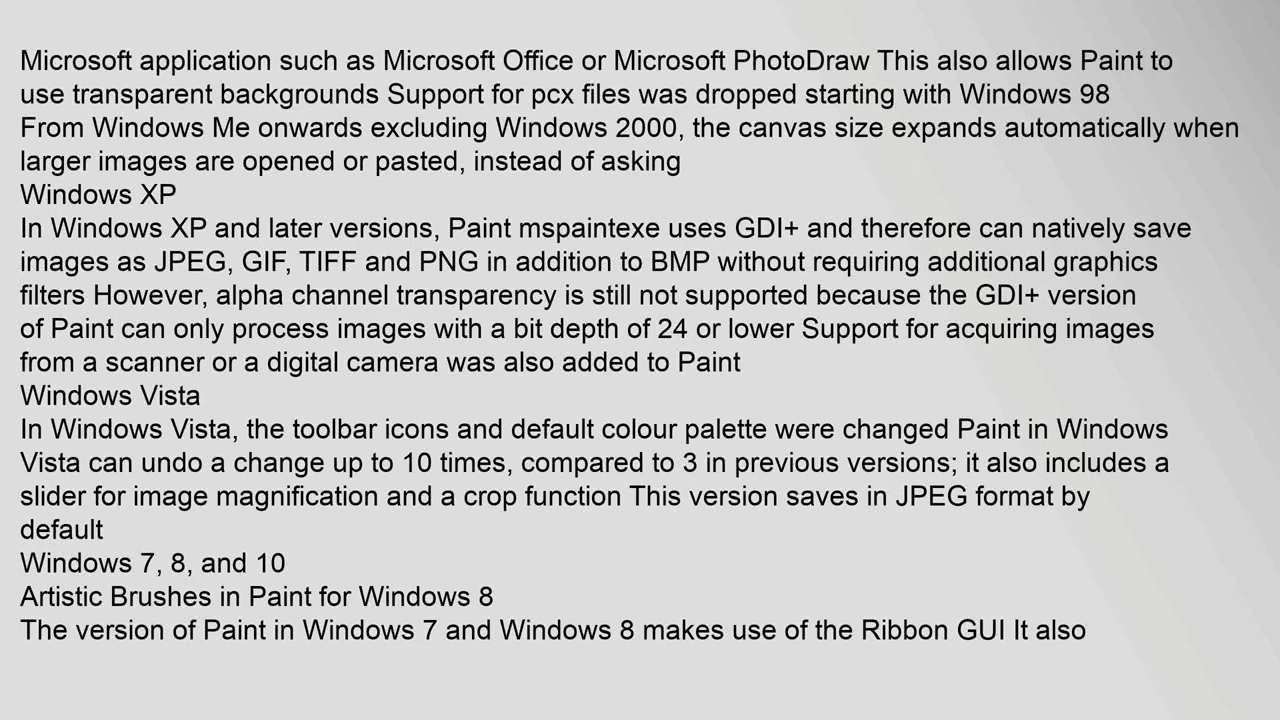 Microsoft application such as Microsoft Office or Microsoft PhotoDraw This also allows Paint to
use transparent backgrounds Support for pcx files was dropped starting with Windows 98
From Windows Me onwards excluding Windows 2000, the canvas size expands automatically when
larger images are opened or pasted, instead of asking
Windows XP
In Windows XP and later versions, Paint mspaintexe uses GDI+ and therefore can natively save
images as JPEG, GIF, TIFF and PNG in addition to BMP without requiring additional graphics
filters However, alpha channel transparency is still not supported because the GDI+ version
of Paint can only process images with a bit depth of 24 or lower Support for acquiring images
from a scanner or a digital camera was also added to Paint
Windows Vista
In Windows Vista, the toolbar icons and default colour palette were changed Paint in Windows
Vista can undo a change up to 10 times, compared to 3 in previous versions; it also includes a
slider for image magnification and a crop function This version saves in JPEG format by
default
Windows 7, 8, and 10
Artistic Brushes in Paint for Windows 8
The version of Paint in Windows 7 and Windows 8 makes use of the Ribbon GUI It also